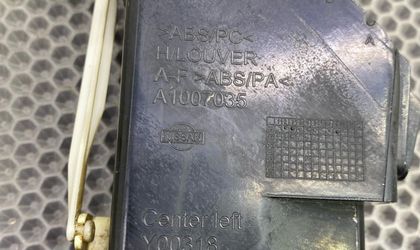 >ABS/PC<
H/LOUVER
A-F >ABS/PA<
A1007035
NISSAN
C
A
Center left
Y00318